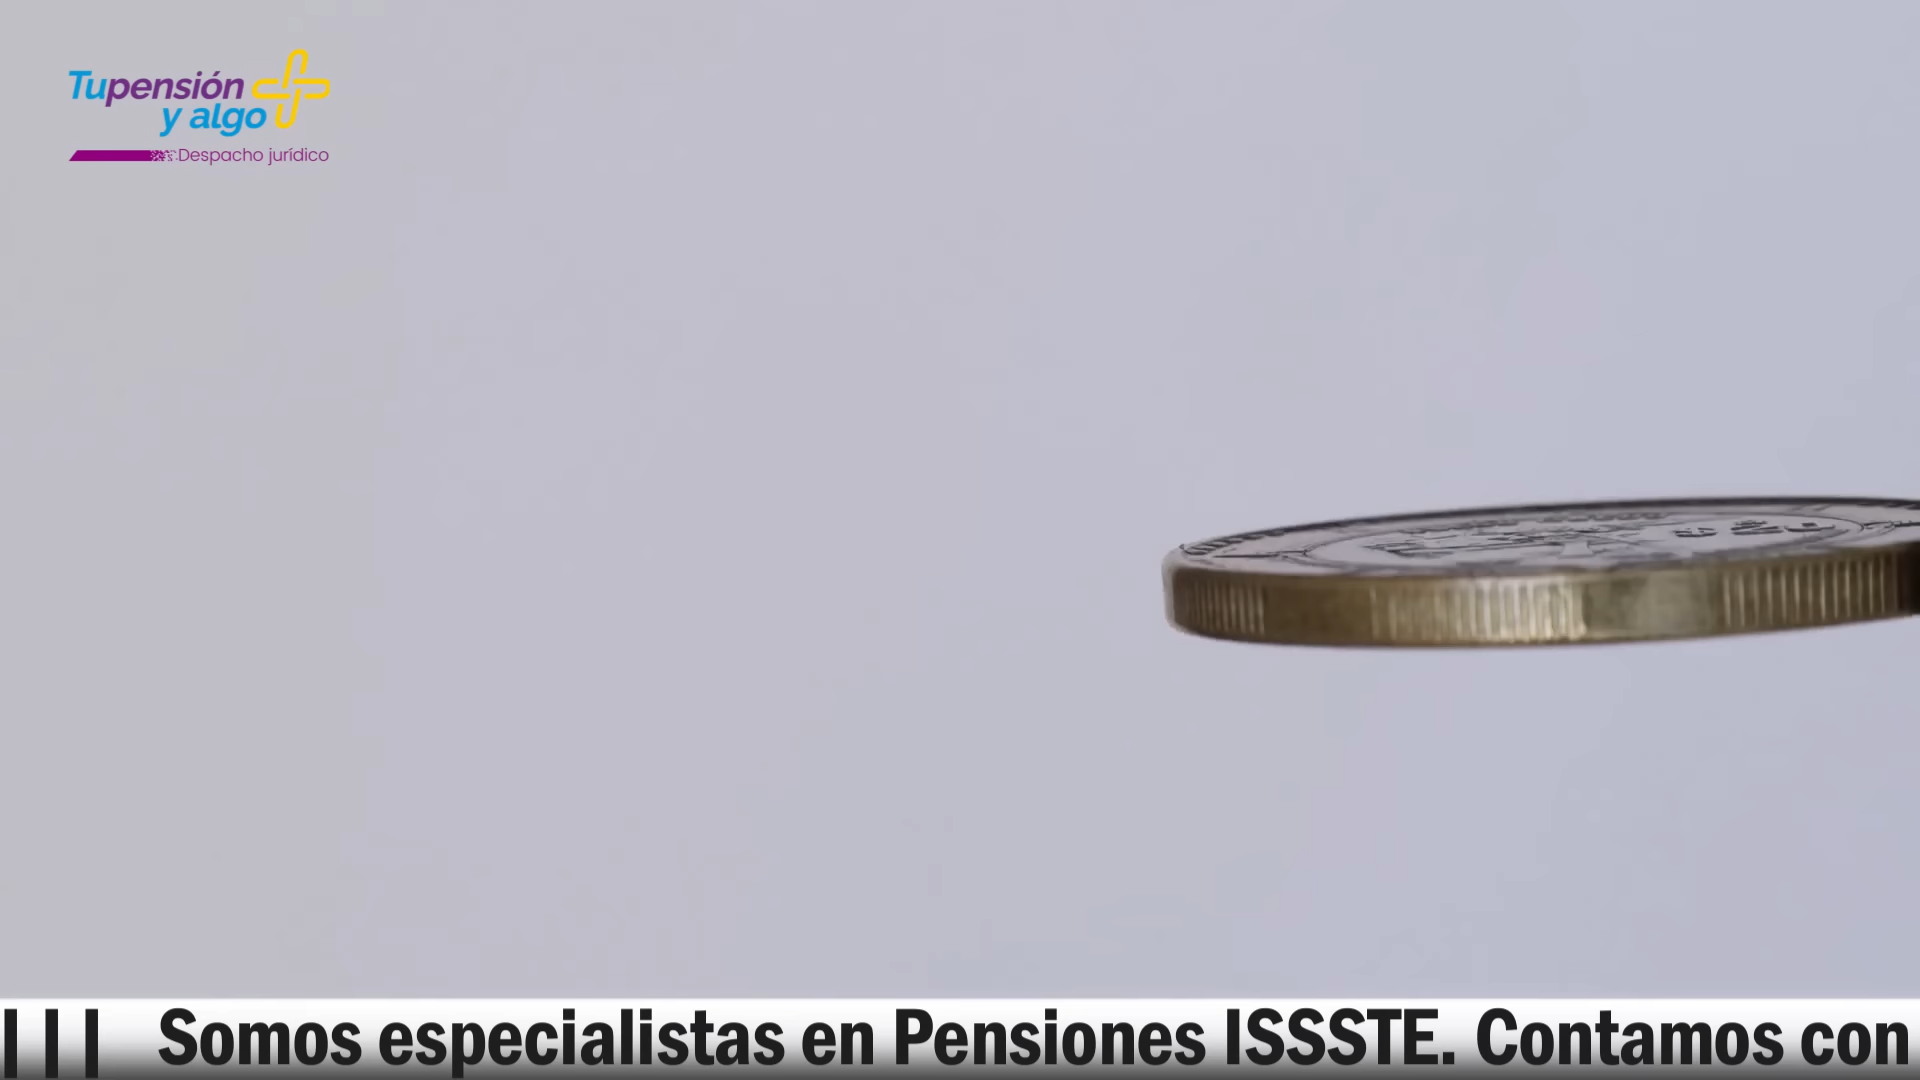 Tupensión
y algo
Despacho jurídico
||| Somos especialistas en Pensiones ISSSTE. Contamos con